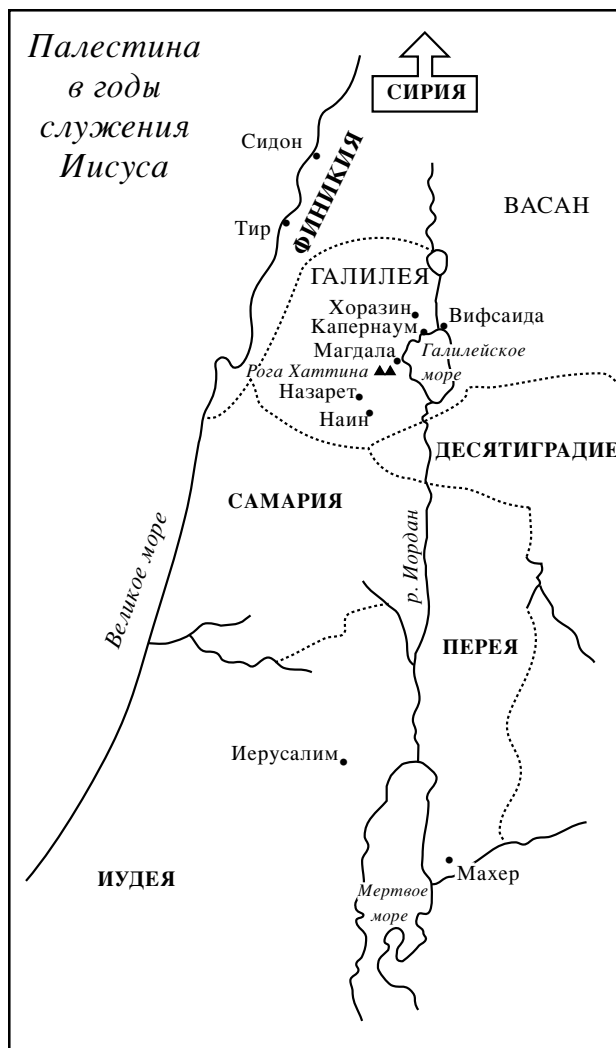 Палестина
в годы
служения
Иисуса
СИРИЯ
Сидон
ФИНИКИЯ
Тир
ВАСАН
ГАЛИЛЕЯ
Хоразин
Капернаум
Вифсаида
Магдала
Галилейское
море
Рога Хаттина
Назарет
Наин
ДЕСЯТИГРАДИЕ
САМАРИЯ
Великое море
р. Иордан
ПЕРЕЯ
Иерусалим
ИУДЕЯ
Махер
Мертвое
море